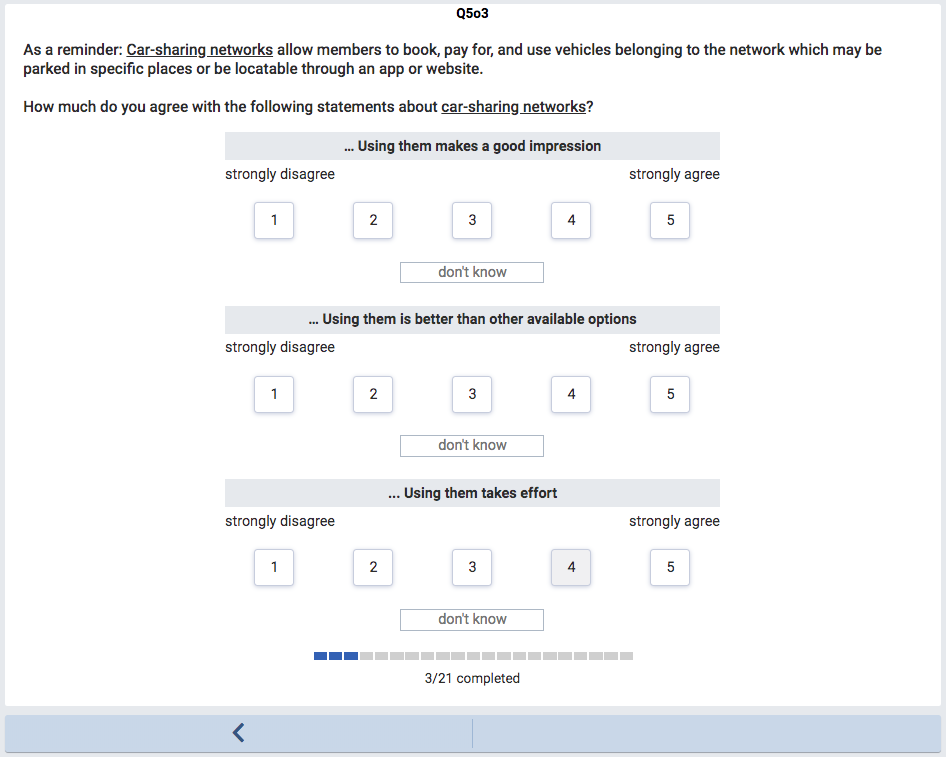 Q5o3
As a reminder: Car-sharing networks allow members to book, pay for, and use vehicles belonging to the network which may be
parked in specific places or be locatable through an app or website.
How much do you agree with the following statements about car-sharing networks?
... Using them makes a good impression
strongly disagree strongly agree
1 2 3 4 5
don't know
... Using them is better than other available options
strongly disagree strongly agree
1 2 3 4 5
don't know
... Using them takes effort
strongly disagree strongly agree
1 2 3 4 5
don't know
3/21 completed